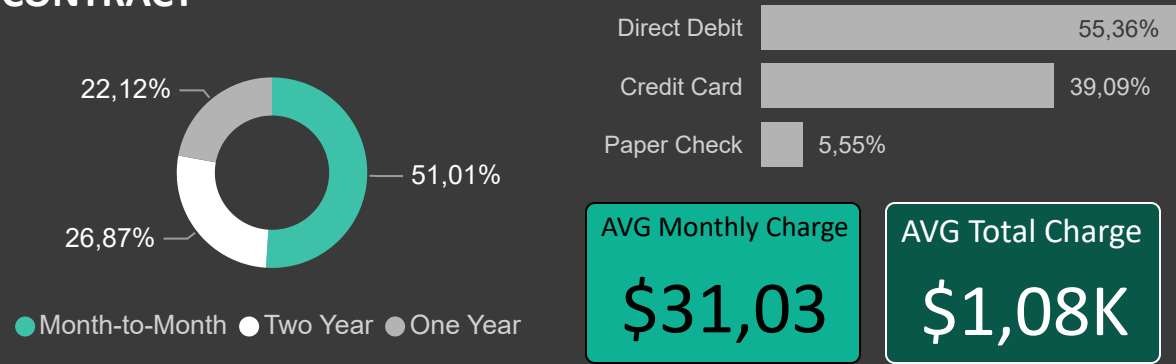 CONTRACT
22,12%
51,01%
26,87%
Month-to-Month Two Year One Year
Direct Debit 55,36%
Credit Card 39,09%
Paper Check 5,55%
AVG Monthly Charge
$31,03
AVG Total Charge
$1,08K